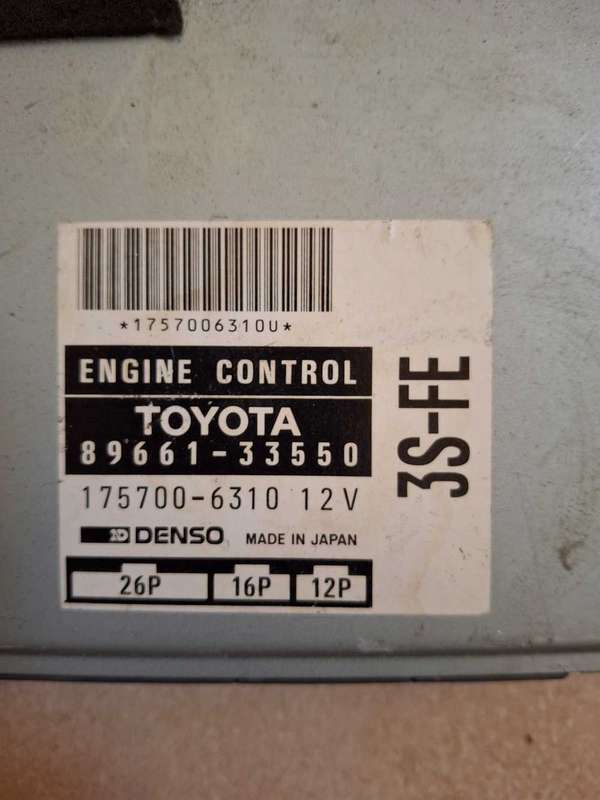 *1757006310U*
ENGINE CONTROL
TOYOTA
89661-33550
175700-6310 12V
DENSO MADE IN JAPAN
26P 16P 12P
3S-FE